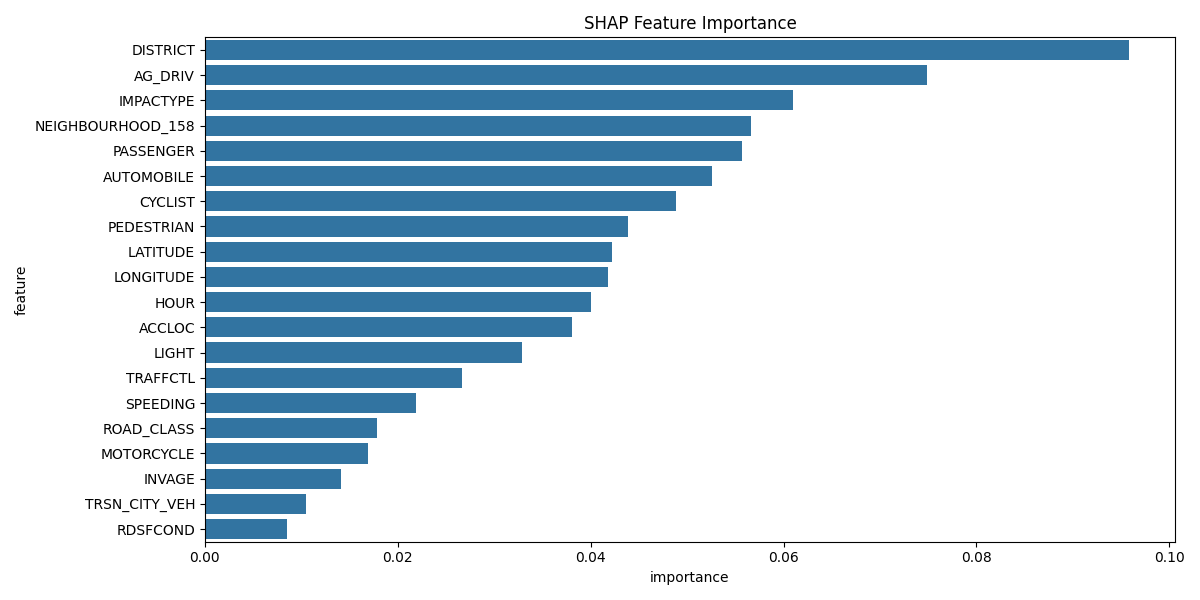 SHAP Feature Importance
feature
DISTRICT
AG_DRIV
IMPACTYPE
NEIGHBOURHOOD_158
PASSENGER
AUTOMOBILE
CYCLIST
PEDESTRIAN
LATITUDE
LONGITUDE
HOUR
ACCLOC
LIGHT
TRAFFCTL
SPEEDING
ROAD_CLASS
MOTORCYCLE
INVAGE
TRSN_CITY_VEH
RDSFCOND
0.00 0.02 0.04 0.06 0.08 0.10
importance